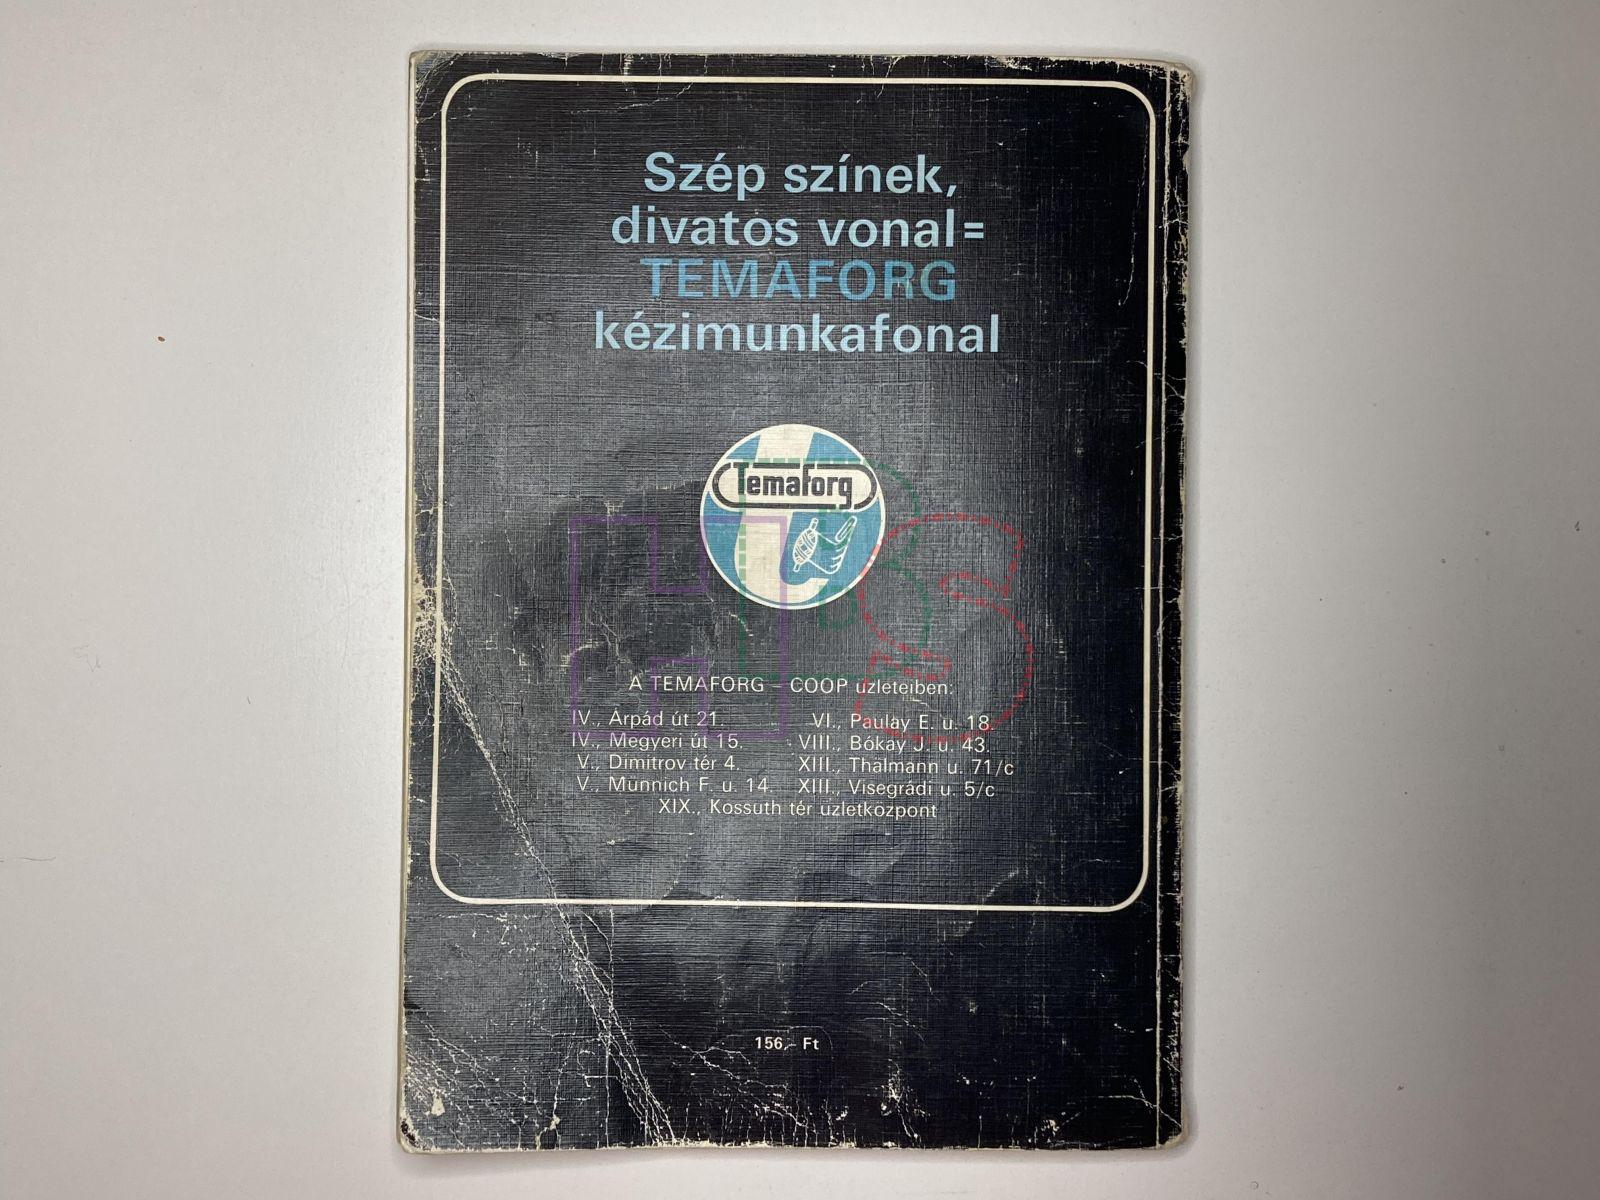 Szép színek,
divatos vonal=
TEMAFORG
kézimunkafonal
Temaforg
HBS
A TEMAFORG – COOP üzleteiben:
IV., Árpád út 21.
IV., Megyeri út 15.
V., Dimitrov tér 4.
V., Münnich F. u. 14.
VI., Paulay E. u. 18.
VIII., Bókay J. u. 43.
XIII., Thälmann u. 71/c
XIII., Visegrádi u. 5/c
XIX., Kossuth tér üzletközpont
156,– Ft